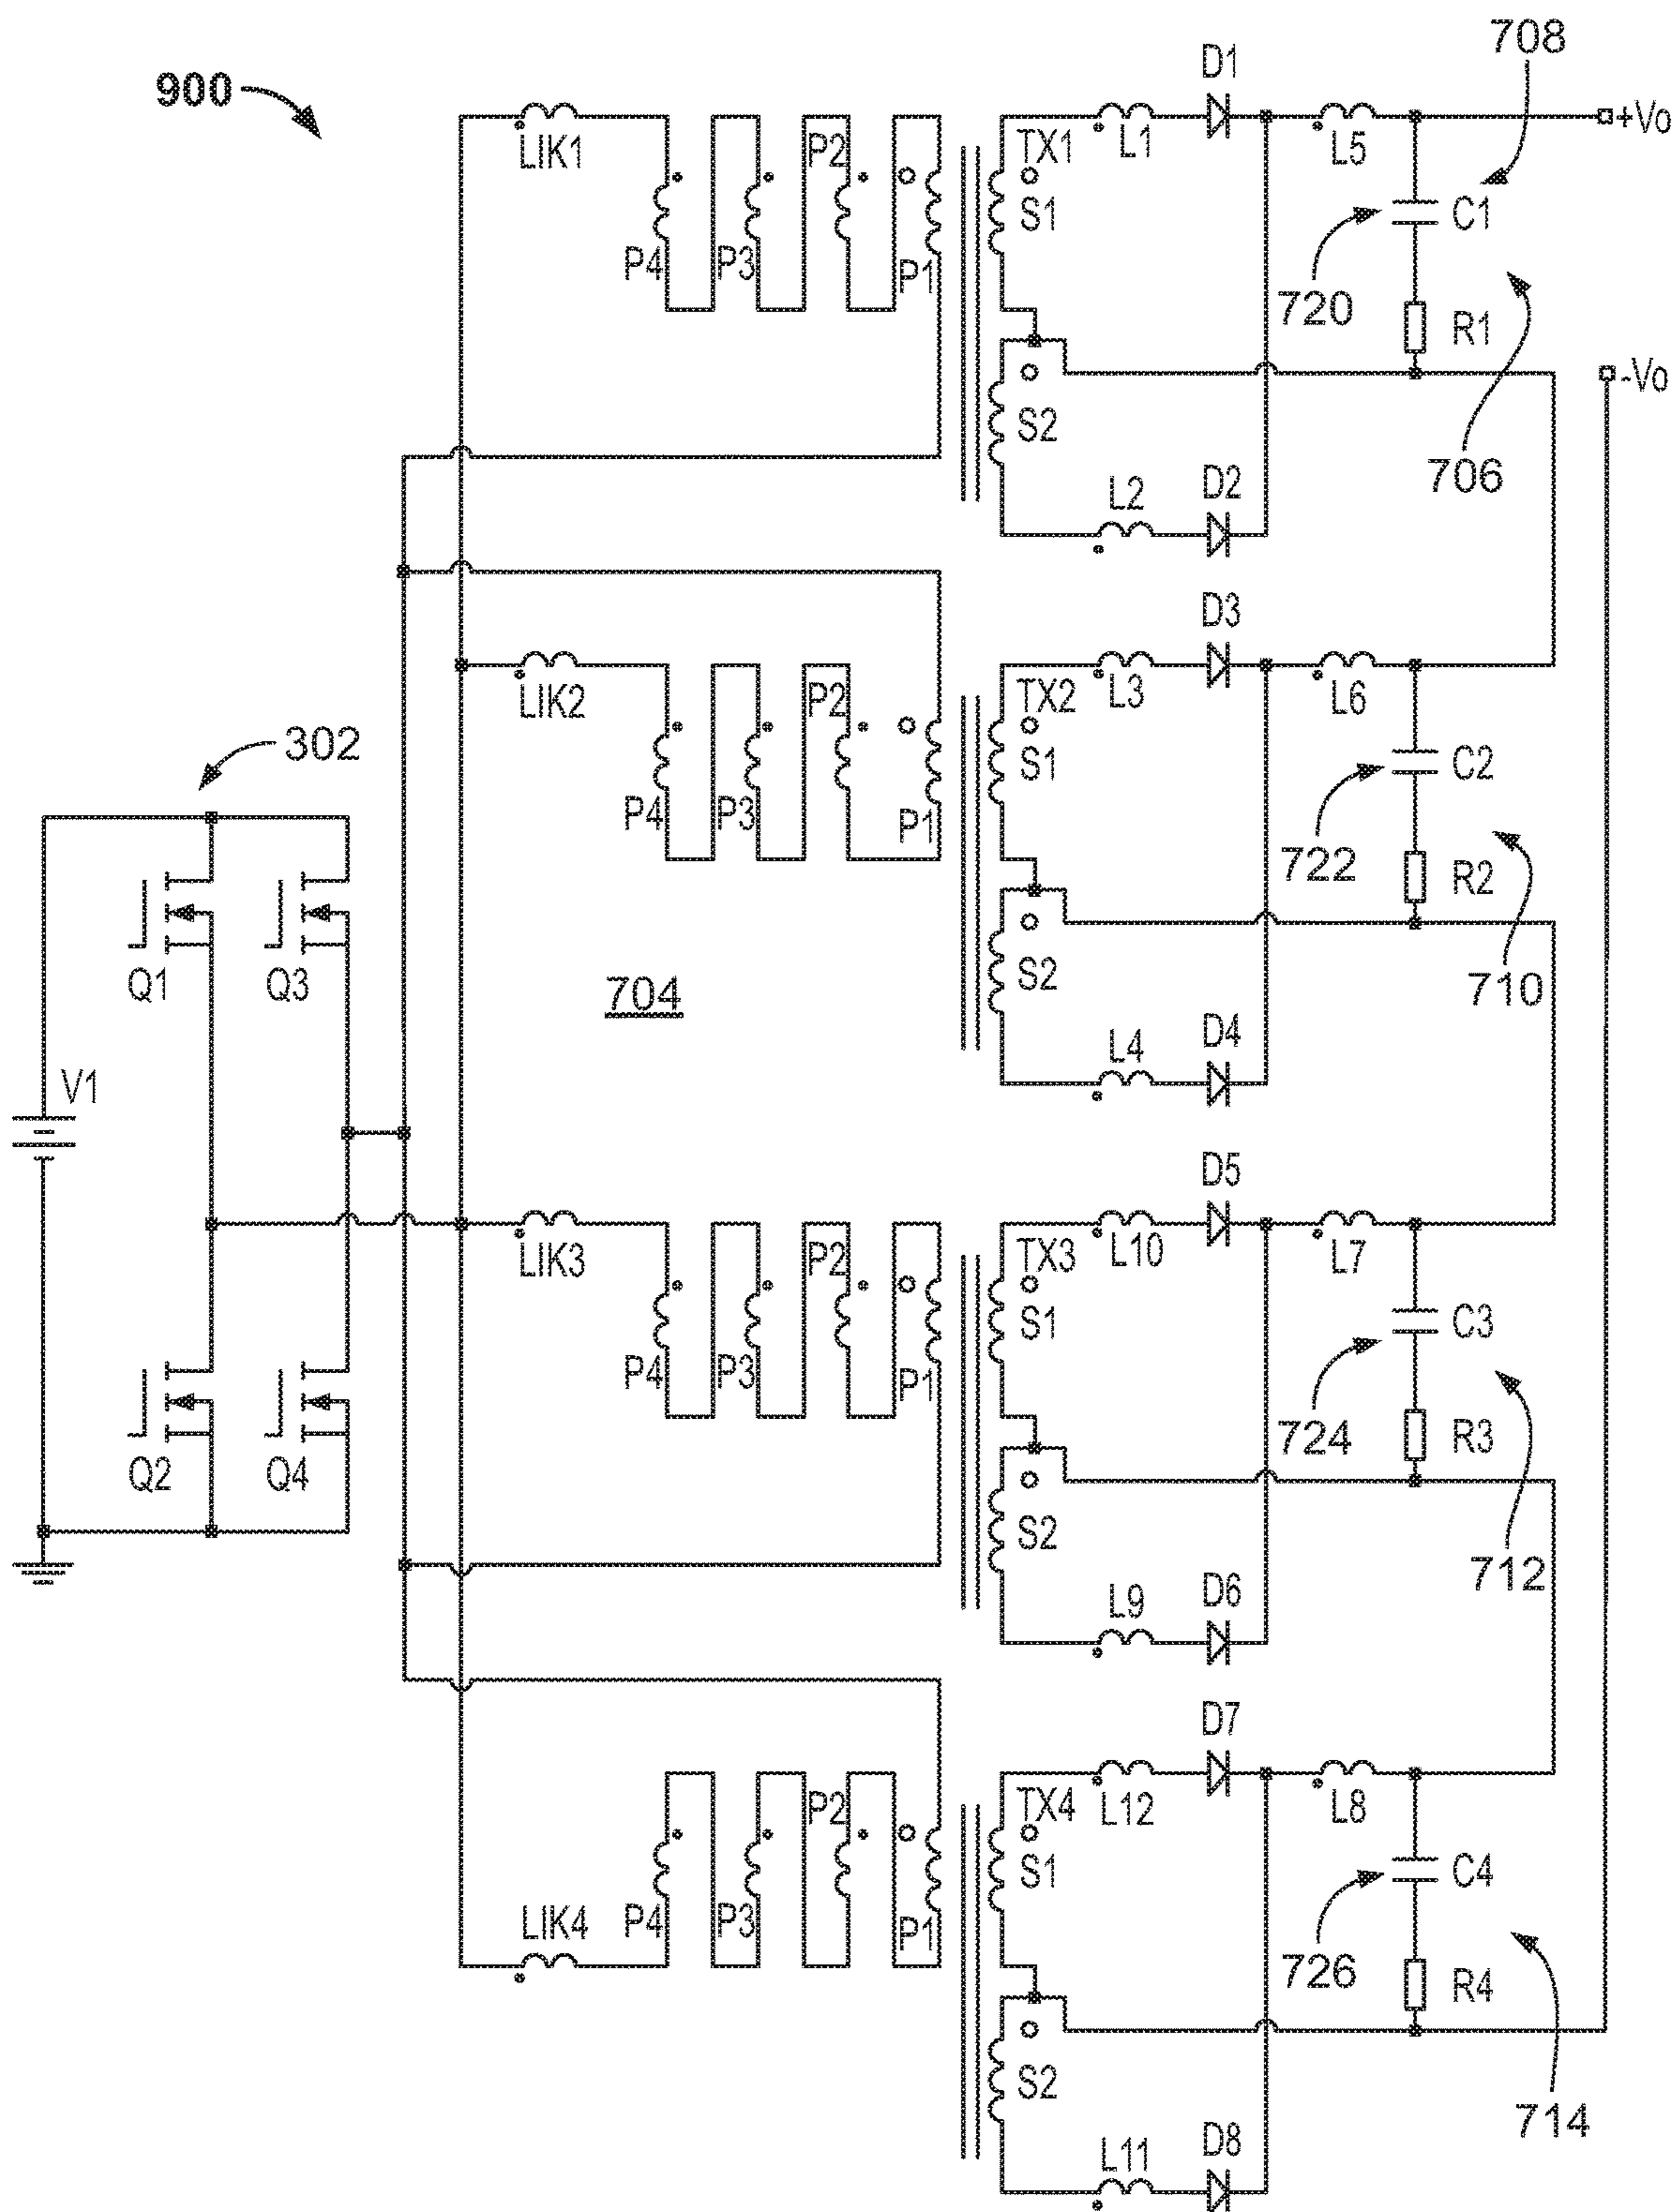 900
LIK1
P4
P3
P2
P1
TX1
S1
S2
L1
D1
L5
708
+Vo
720
C1
R1
706
-Vo
L2
D2
LIK2
P4
P3
P2
P1
TX2
S1
S2
L3
D3
L6
C2
722
R2
710
L4
D4
302
Q1
Q3
704
V1
Q2
Q4
LIK3
P4
P3
P2
P1
TX3
S1
S2
L10
D5
L7
C3
724
R3
712
L9
D6
LIK4
P4
P3
P2
P1
TX4
S1
S2
L12
D7
L8
C4
726
R4
714
L11
D8